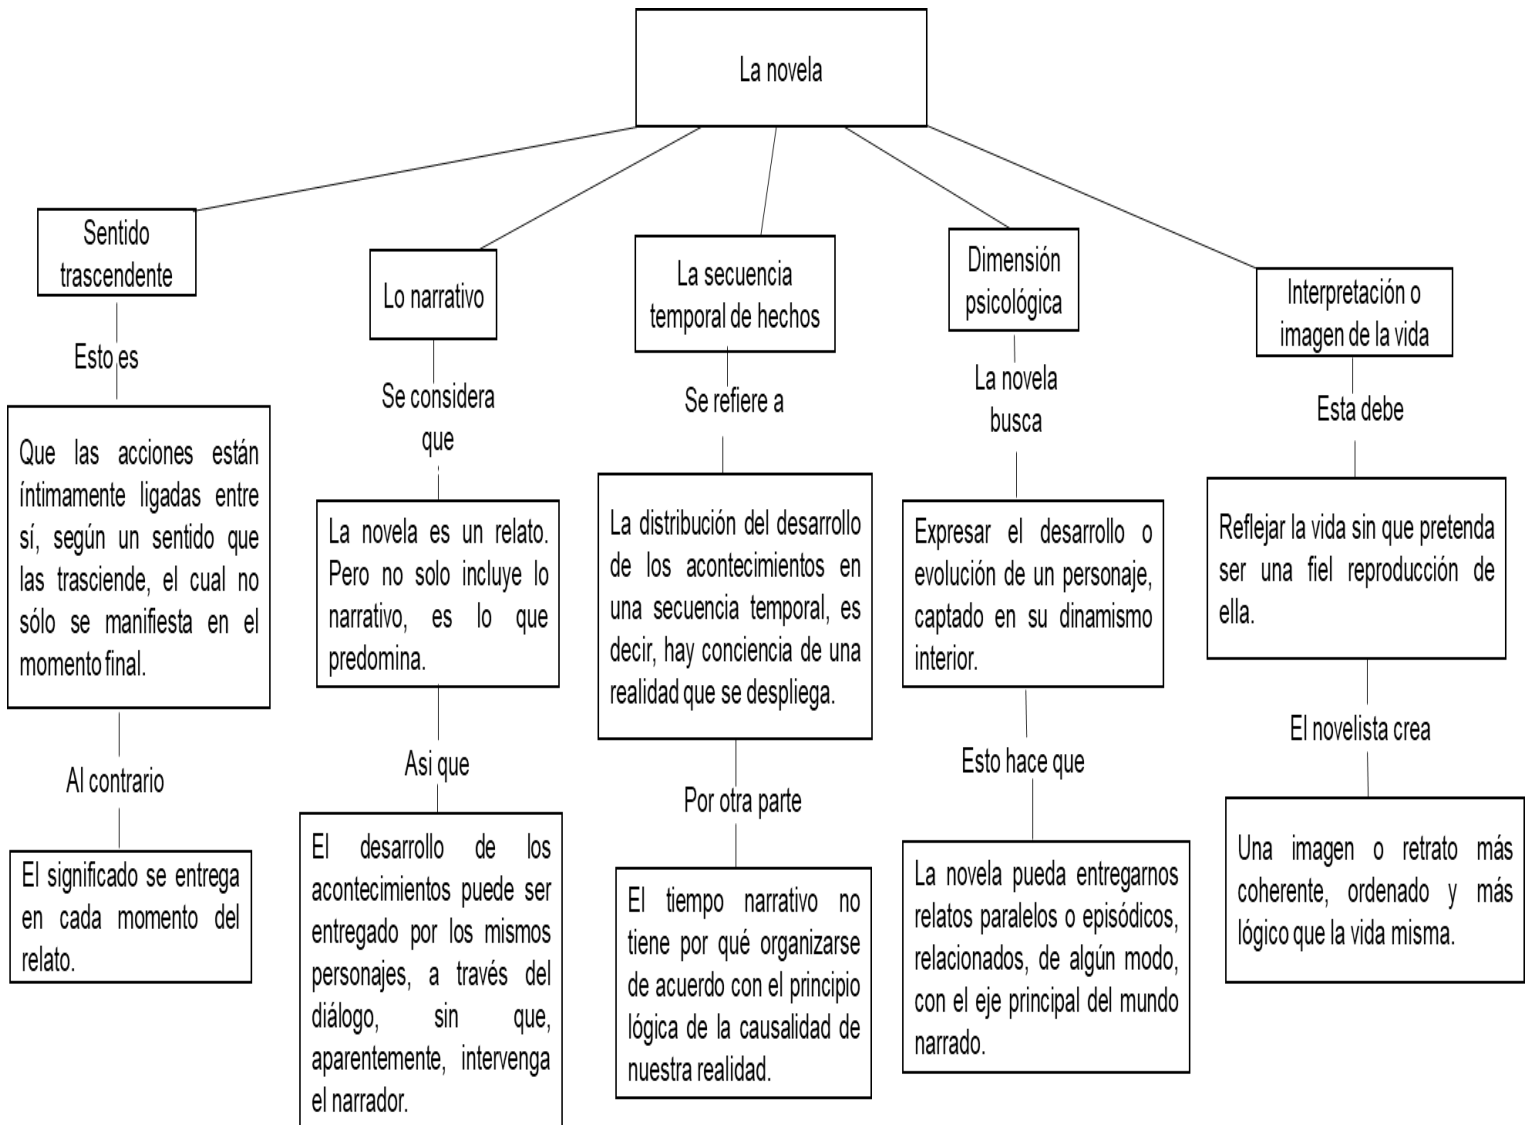 La novela
Sentido
trascendente
Esto es
Que las acciones están
íntimamente ligadas entre
sí, según un sentido que
las trasciende, el cual no
sólo se manifiesta en el
momento final.
Al contrario
El significado se entrega
en cada momento del
relato.
Lo narrativo
Se considera
que
La novela es un relato.
Pero no solo incluye lo
narrativo, es lo que
predomina.
Asi que
El desarrollo de los
acontecimientos puede ser
entregado por los mismos
personajes, a través del
diálogo, sin que,
aparentemente, intervenga
el narrador.
La secuencia
temporal de hechos
Se refiere a
La distribución del desarrollo
de los acontecimientos en
una secuencia temporal, es
decir, hay conciencia de una
realidad que se despliega.
Por otra parte
El tiempo narrativo no
tiene por qué organizarse
de acuerdo con el principio
lógica de la causalidad de
nuestra realidad.
Dimensión
psicológica
La novela
busca
Expresar el desarrollo o
evolución de un personaje,
captado en su dinamismo
interior.
Esto hace que
La novela pueda entregarnos
relatos paralelos o episódicos,
relacionados, de algún modo,
con el eje principal del mundo
narrado.
Interpretación o
imagen de la vida
Esta debe
Reflejar la vida sin que pretenda
ser una fiel reproducción de
ella.
El novelista crea
Una imagen o retrato más
coherente, ordenado y más
lógico que la vida misma.